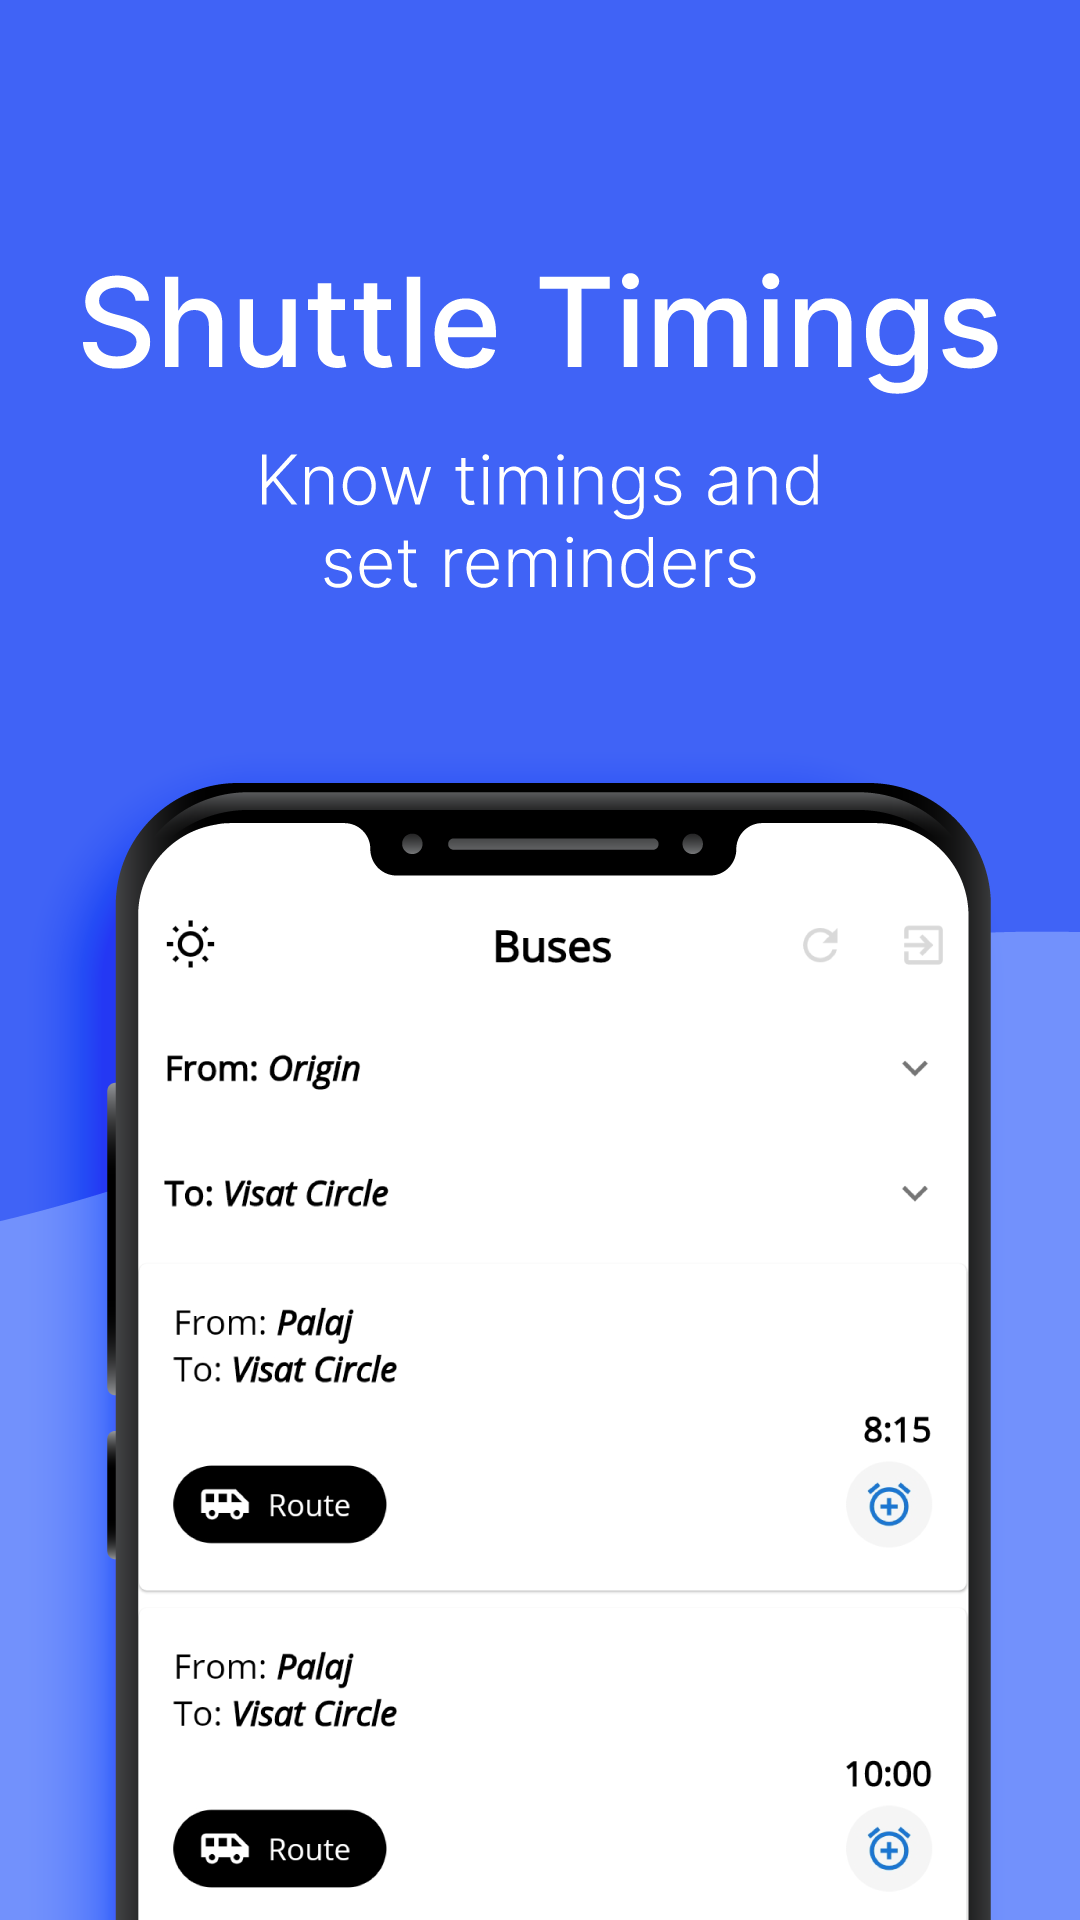 Shuttle Timings
Know timings and
set reminders
Buses
From: Origin
To: Visat Circle
From: Palaj
To: Visat Circle
8:15
Route
From: Palaj
To: Visat Circle
10:00
Route